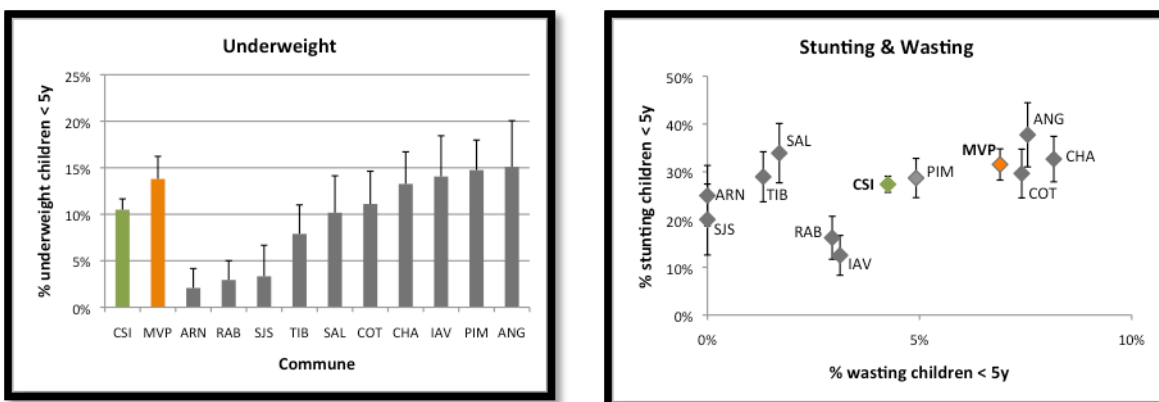 Underweight
% underweight children < 5y
25%
20%
15%
10%
5%
0%
CSI MVP ARN RAB SJS TIB SAL COT CHA IAV PIM ANG
Commune
Stunting & Wasting
% stunting children < 5y
50%
40%
30%
20%
10%
0%
ANG
SAL
MVP
CHA
PIM
TIB
CSI
COT
ARN
SJS
RAB
IAV
0% 5% 10%
% wasting children < 5y